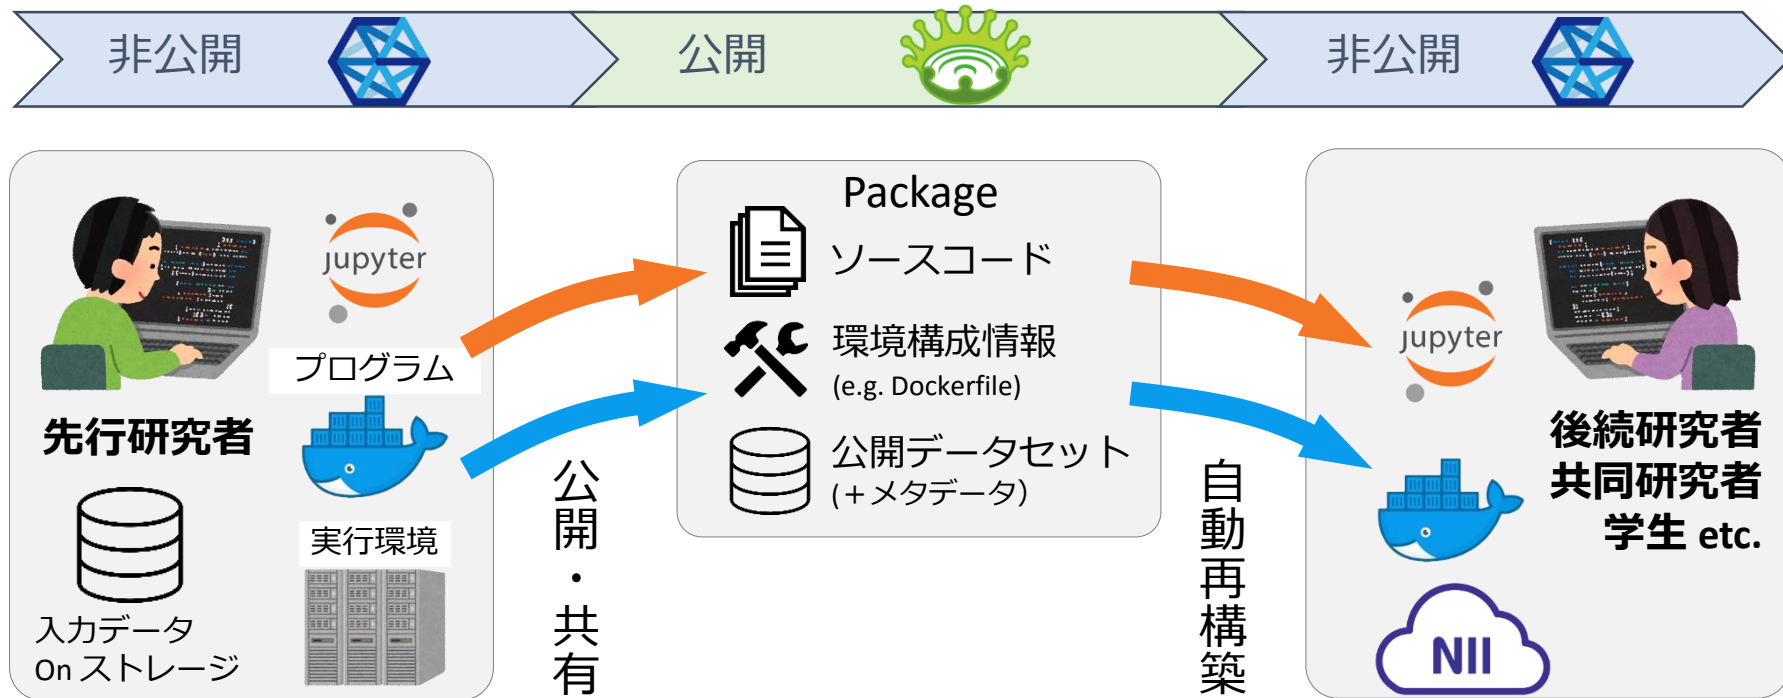 非公開
公開
非公開
jupyter
プログラム
先行研究者
実行環境
入力データ
On ストレージ
公開・共有
Package
ソースコード
環境構成情報
(e.g. Dockerfile)
公開データセット
(＋メタデータ)
自動再構築
jupyter
後続研究者
共同研究者
学生 etc.
NII